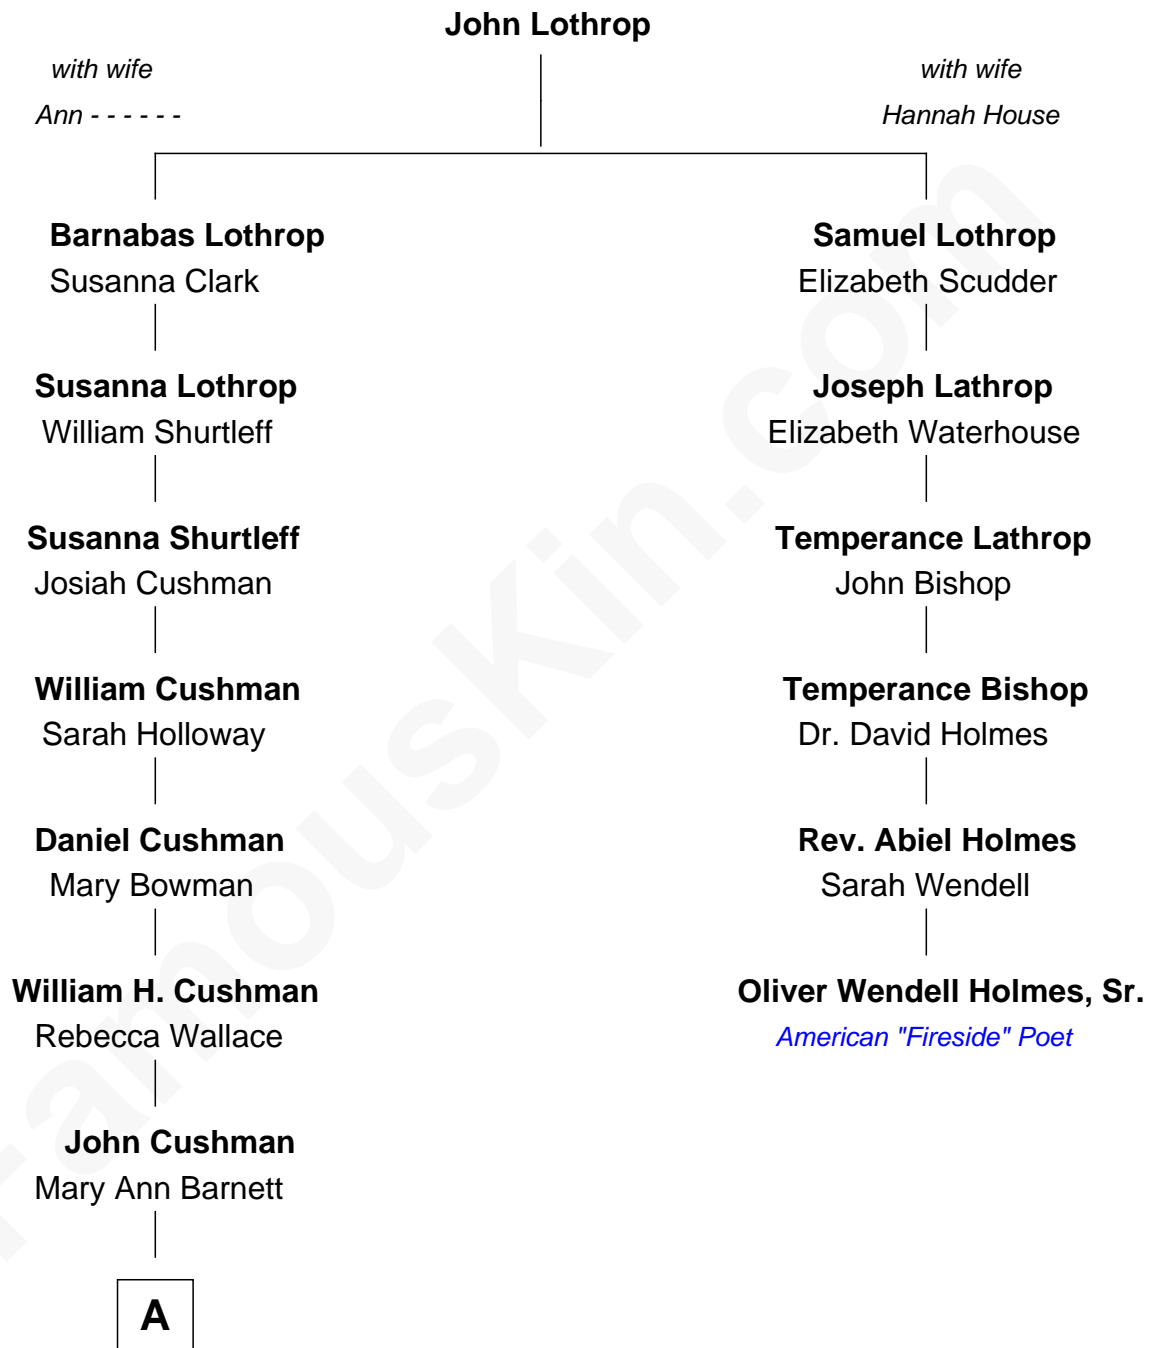 John Lothrop
with wife
with wife
Ann - - - - - -
Hannah House
Barnabas Lothrop
Samuel Lothrop
Susanna Clark
Elizabeth Scudder
Susanna Lothrop
Joseph Lathrop
William Shurtleff
Elizabeth Waterhouse
Susanna Shurtleff
Temperance Lathrop
Josiah Cushman
John Bishop
William Cushman
Temperance Bishop
Sarah Holloway
Dr. David Holmes
Daniel Cushman
Rev. Abiel Holmes
Mary Bowman
Sarah Wendell
William H. Cushman
Oliver Wendell Holmes, Sr.
Rebecca Wallace
American "Fireside" Poet
John Cushman
Mary Ann Barnett
A
FamousKin.com